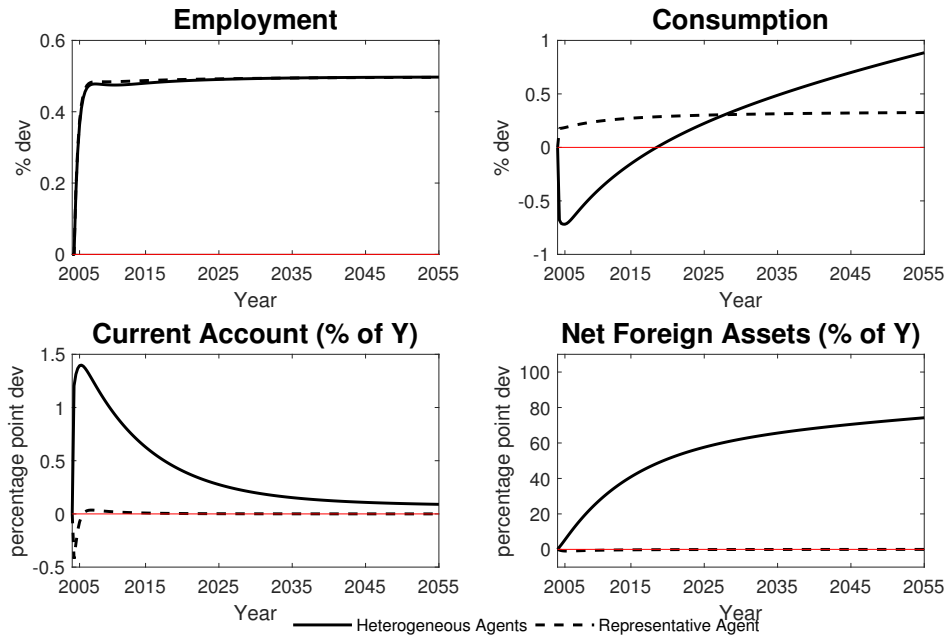 Employment
% dev
0.6
0.4
0.2
0
2005 2015 2025 2035 2045 2055
Year
Consumption
% dev
1
0.5
0
-0.5
-1
2005 2015 2025 2035 2045 2055
Year
Current Account (% of Y)
percentage point dev
1.5
1
0.5
0
-0.5
2005 2015 2025 2035 2045 2055
Year
Net Foreign Assets (% of Y)
percentage point dev
100
80
60
40
20
0
2005 2015 2025 2035 2045 2055
Year
Heterogeneous Agents Representative Agent